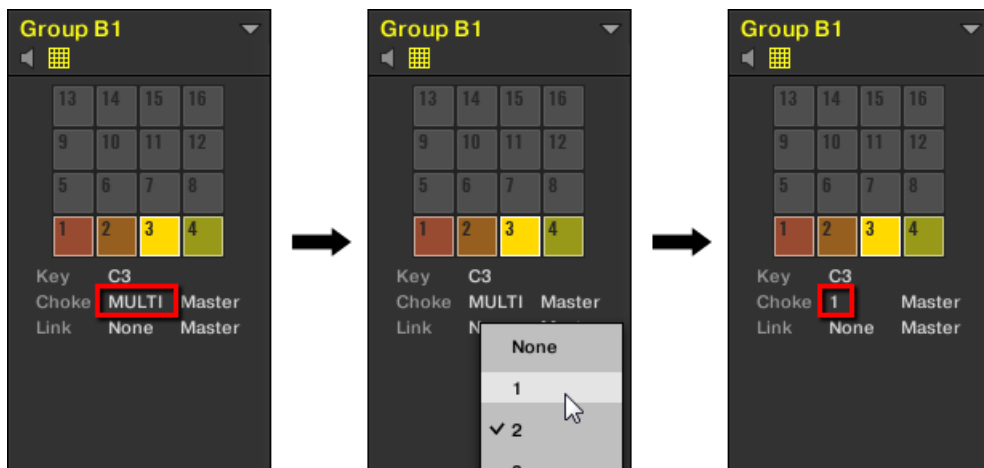 Group B1
13 14 15 16
9 10 11 12
5 6 7 8
1 2 3 4
Key C3
Choke MULTI Master
Link None Master
Group B1
13 14 15 16
9 10 11 12
5 6 7 8
1 2 3 4
Key C3
Choke MULTI Master
Link
None
1
2
Group B1
13 14 15 16
9 10 11 12
5 6 7 8
1 2 3 4
Key C3
Choke 1 Master
Link None Master